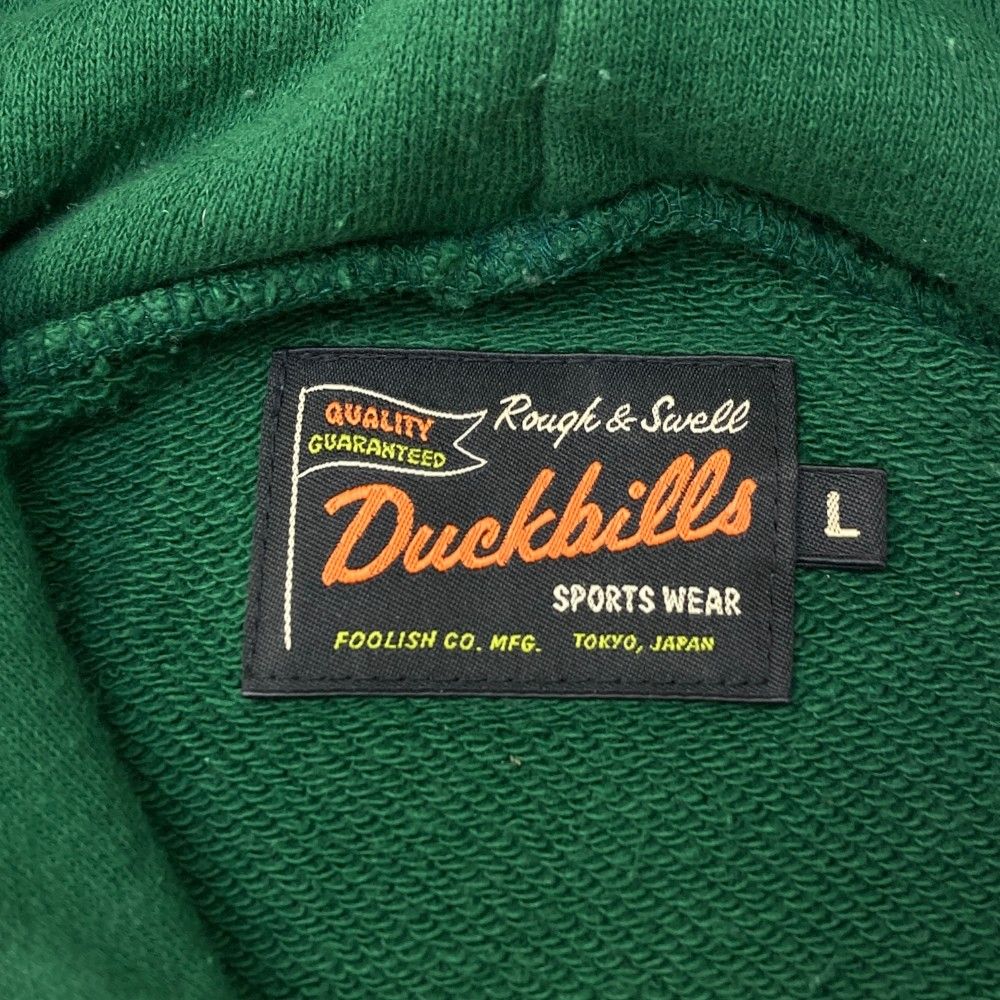 QUALITY
GUARANTEED
Rough & Swell
Duckbills
SPORTS WEAR
FOOLISH CO. MFG. TOKYO, JAPAN
L